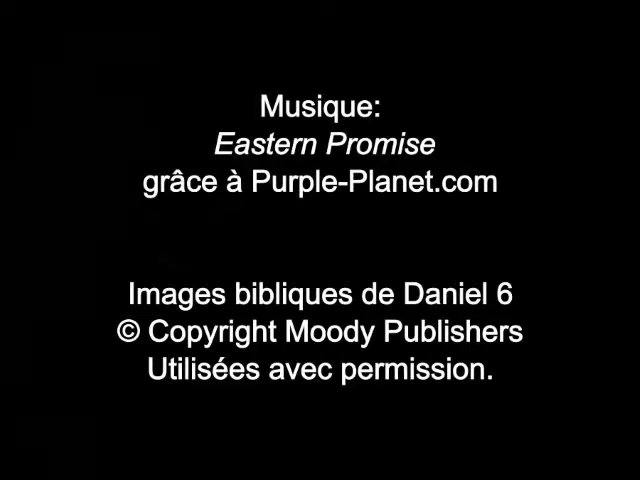 Musique:
Eastern Promise
grâce à Purple-Planet.com
Images bibliques de Daniel 6
© Copyright Moody Publishers
Utilisées avec permission.